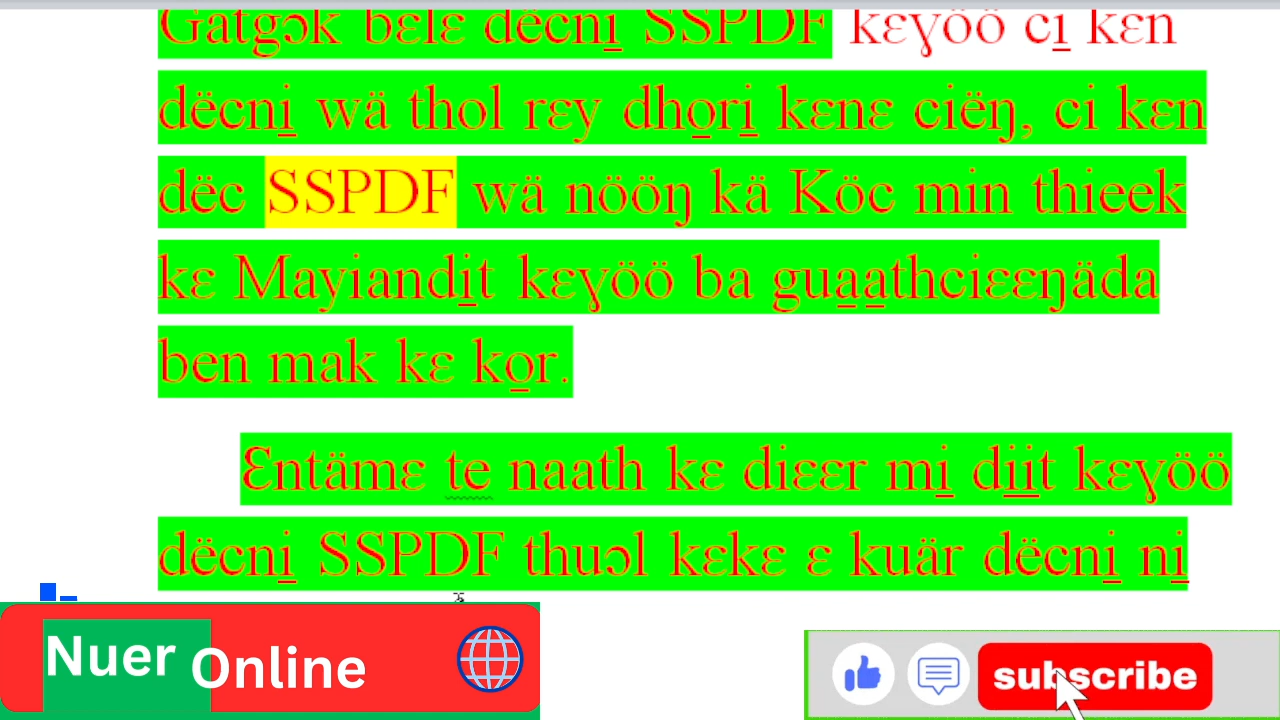 Gatgɔk bɛlɛ dëcni̱ SSPDF kɛɣöö ci̱ kɛn
dëcni̱ wä thol rɛy dho̱ri̱ kɛnɛ ciëŋ, ci kɛn
dëc SSPDF wä nööŋ kä Köc min thieek
kɛ Mayiandi̱t kɛɣöö ba gua̱a̱thciɛɛŋäda
ben mak kɛ ko̱r.
Ɛntämɛ te naath kɛ diɛɛr mi̱ di̱i̱t kɛɣöö
dëcni̱ SSPDF thuɔl kɛkɛ ɛ kuär dëcni̱ ni̱
Nuer Online
subscribe